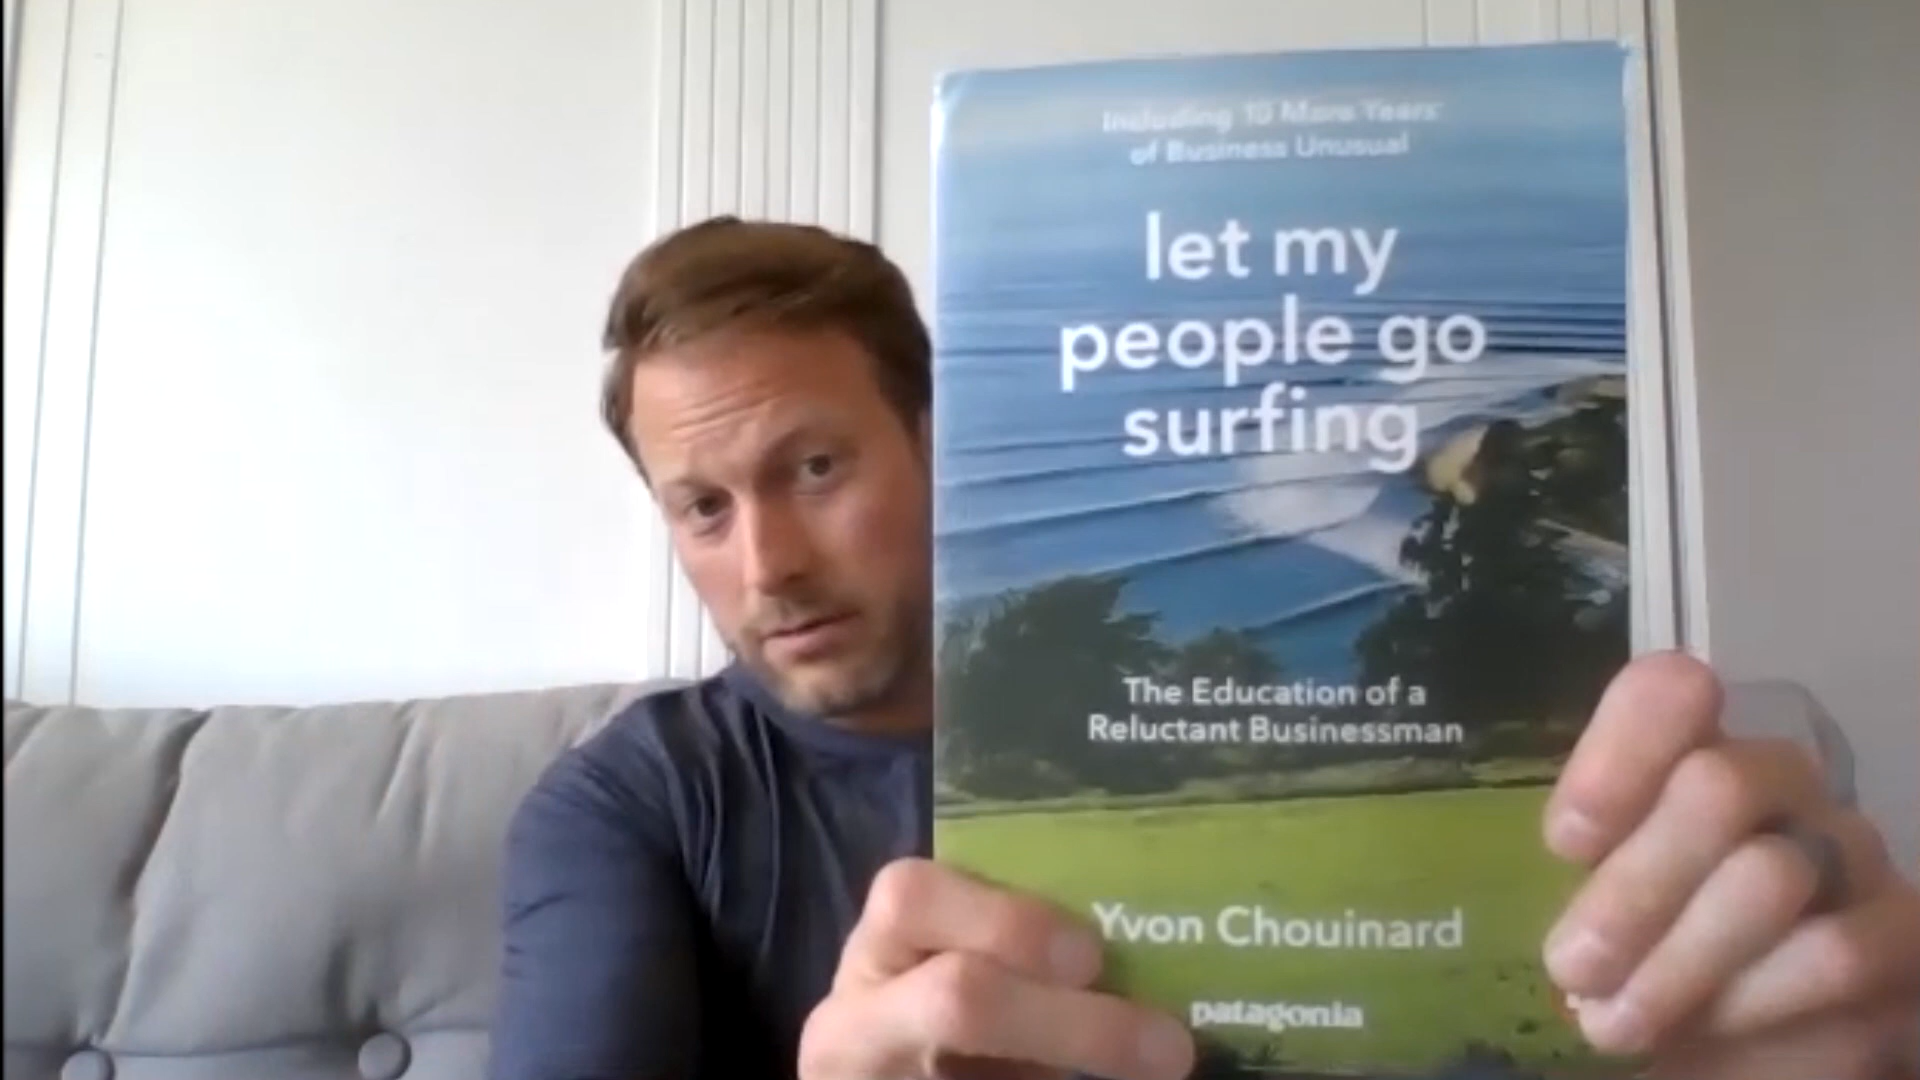 Including 10 More Years
of Business Unusual
let my
people go
surfing
The Education of a
Reluctant Businessman
Yvon Chouinard
patagonia